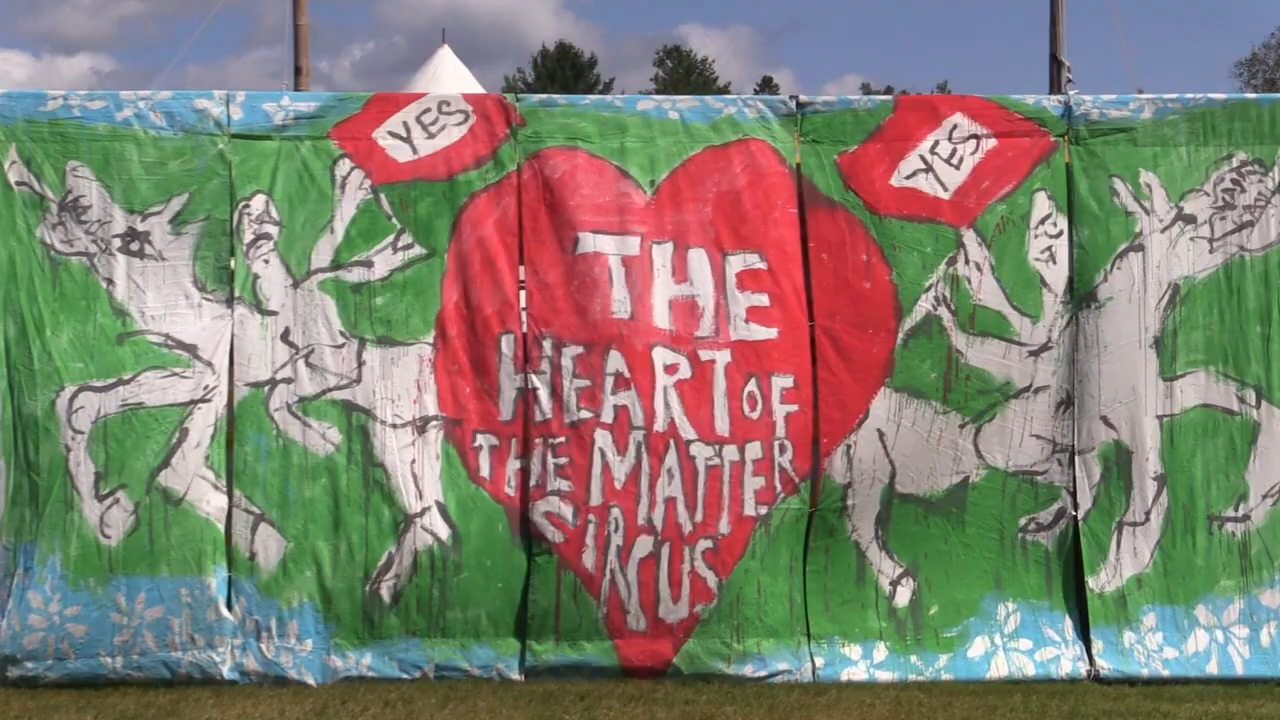 YES
YES
THE
HEART OF
THE MATTER
CIRCUS